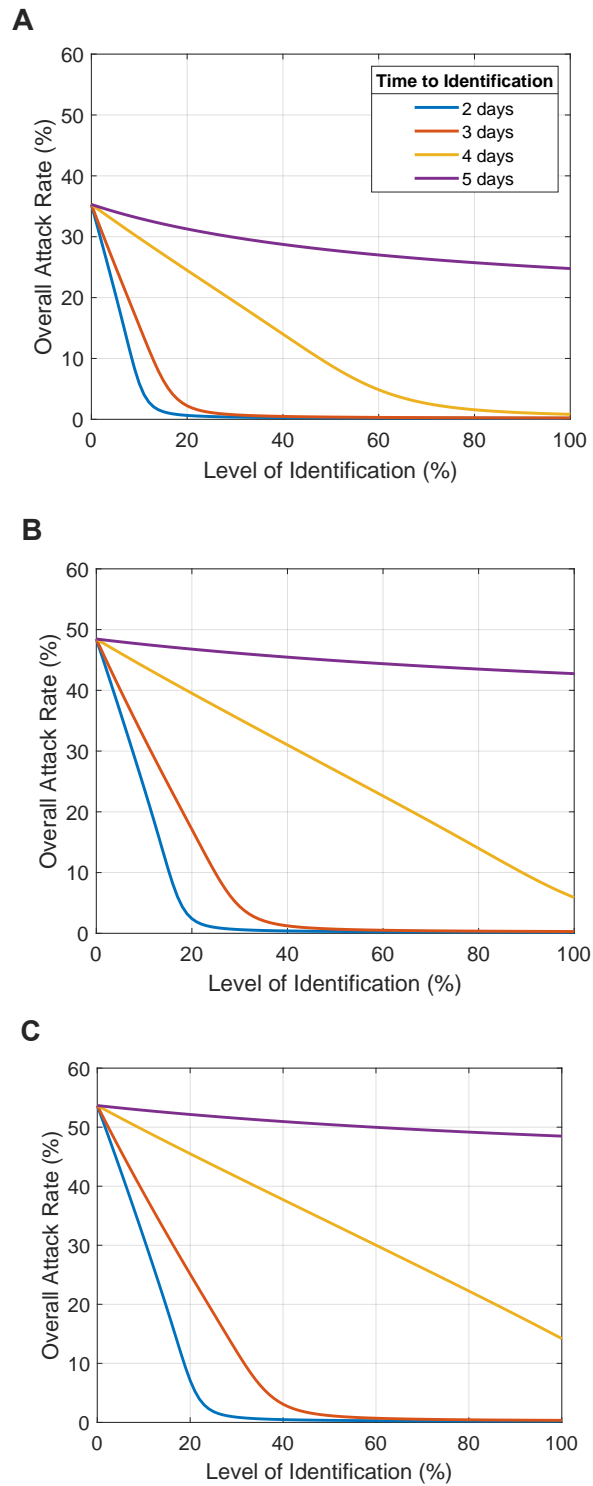 A
60
50
40
30
20
10
0
Overall Attack Rate (%)
Time to Identification
2 days
3 days
4 days
5 days
0 20 40 60 80 100
Level of Identification (%)
B
60
50
40
30
20
10
0
Overall Attack Rate (%)
0 20 40 60 80 100
Level of Identification (%)
C
60
50
40
30
20
10
0
Overall Attack Rate (%)
0 20 40 60 80 100
Level of Identification (%)